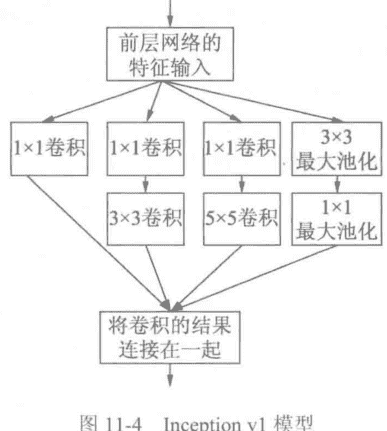 前层网络的
特征输入
1×1卷积
1×1卷积
1×1卷积
3×3
最大池化
3×3卷积
5×5卷积
1×1
最大池化
将卷积的结果
连接在一起
图 11-4 Inception v1 模型